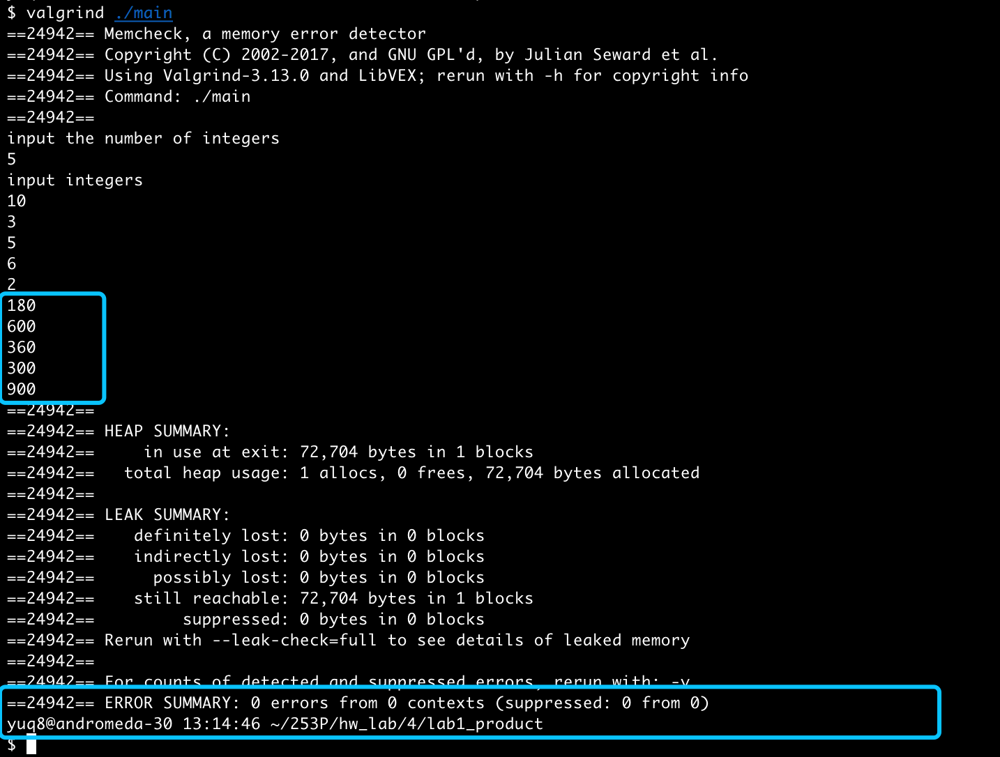 $ valgrind ./main
==24942== Memcheck, a memory error detector
==24942== Copyright (C) 2002-2017, and GNU GPL'd, by Julian Seward et al.
==24942== Using Valgrind-3.13.0 and LibVEX; rerun with -h for copyright info
==24942== Command: ./main
==24942==
input the number of integers
5
input integers
10
3
5
6
2
180
600
360
300
900
==24942==
==24942== HEAP SUMMARY:
==24942==     in use at exit: 72,704 bytes in 1 blocks
==24942==   total heap usage: 1 allocs, 0 frees, 72,704 bytes allocated
==24942==
==24942== LEAK SUMMARY:
==24942==    definitely lost: 0 bytes in 0 blocks
==24942==    indirectly lost: 0 bytes in 0 blocks
==24942==      possibly lost: 0 bytes in 0 blocks
==24942==    still reachable: 72,704 bytes in 1 blocks
==24942==         suppressed: 0 bytes in 0 blocks
==24942== Rerun with --leak-check=full to see details of leaked memory
==24942==
==24942== For counts of detected and suppressed errors, rerun with: -v
==24942== ERROR SUMMARY: 0 errors from 0 contexts (suppressed: 0 from 0)
yuq8@andromeda-30 13:14:46 ~/253P/hw_lab/4/lab1_product
$